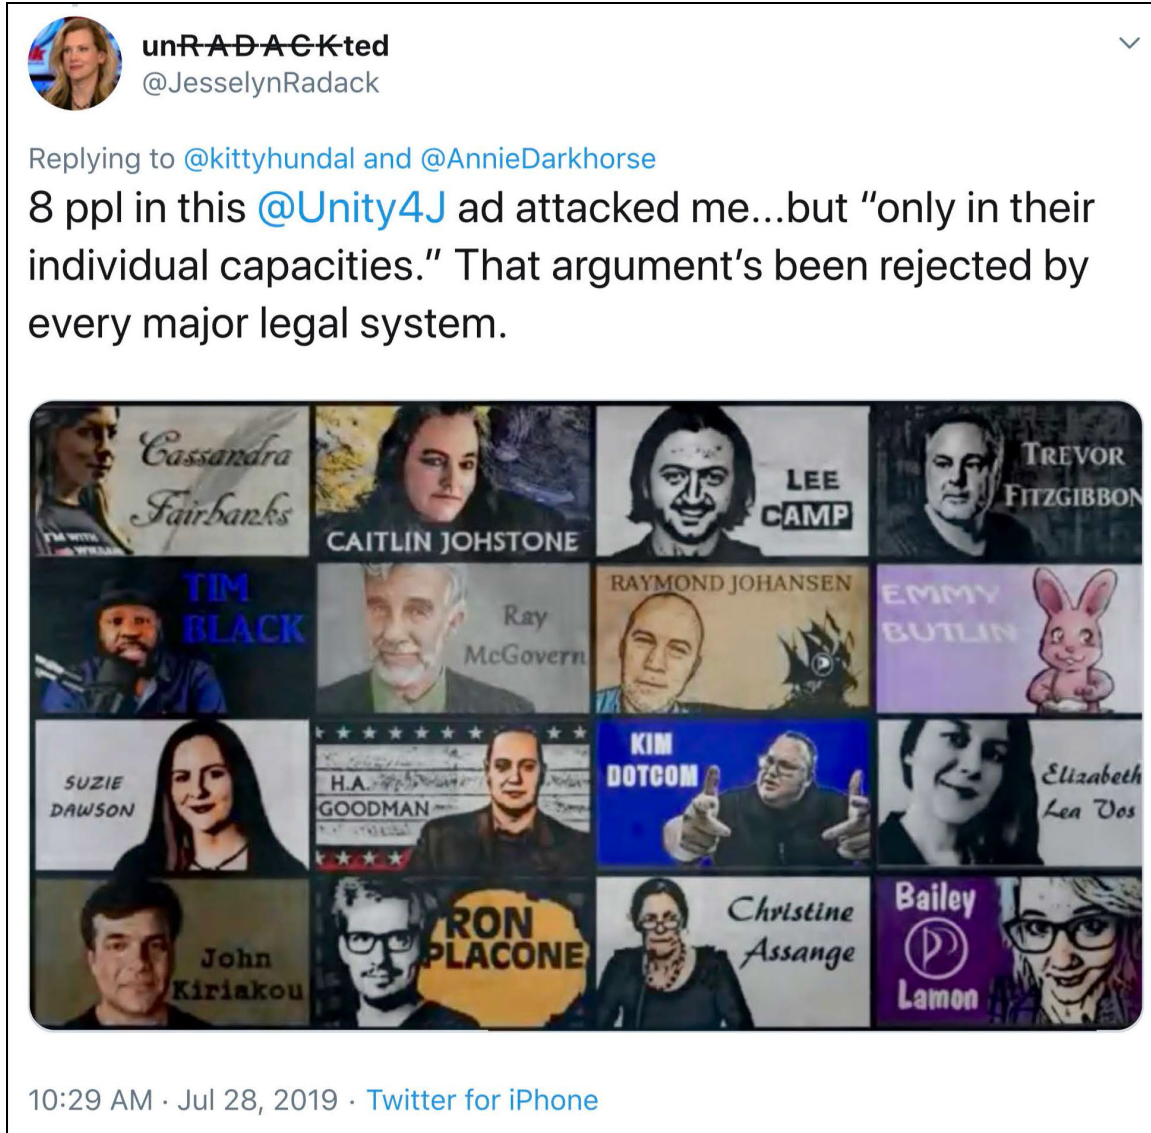 unRADACKted
@JesselynRadack
Replying to @kittyhundal and @AnnieDarkhorse
8 ppl in this @Unity4J ad attacked me...but “only in their
individual capacities.” That argument’s been rejected by
every major legal system.
Cassandra
Fairbanks
I'M WITH
CAITLIN JOHSTONE
LEE
CAMP
TREVOR
FITZGIBBON
TIM
BLACK
Ray
McGovern
RAYMOND JOHANSEN
EMMY
BUTLIN
SUZIE
DAWSON
H.A.
GOODMAN
KIM
DOTCOM
Elizabeth
Lea Vos
John
Kiriakou
RON
PLACONE
Christine
Assange
Bailey
Lamon
10:29 AM · Jul 28, 2019 · Twitter for iPhone